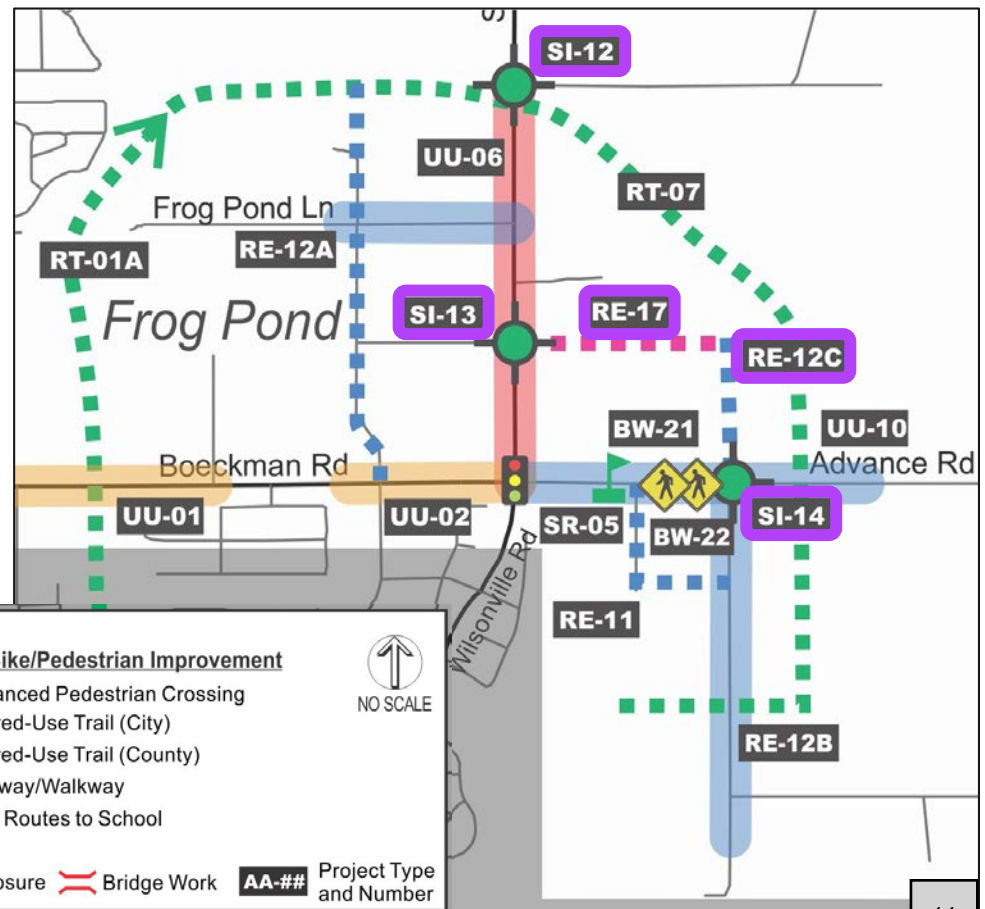 S
SI-12
UU-06
RT-07
Frog Pond Ln
RE-12A
RT-01A
SI-13
RE-17
Frog Pond
RE-12C
BW-21
UU-10
Boeckman Rd
Advance Rd
UU-01
UU-02
SR-05
BW-22
SI-14
Wilsonville Rd
RE-11
RE-12B
ike/Pedestrian Improvement
anced Pedestrian Crossing
red-Use Trail (City)
red-Use Trail (County)
way/Walkway
Routes to School
NO SCALE
osure
Bridge Work
AA-##
Project Type
and Number